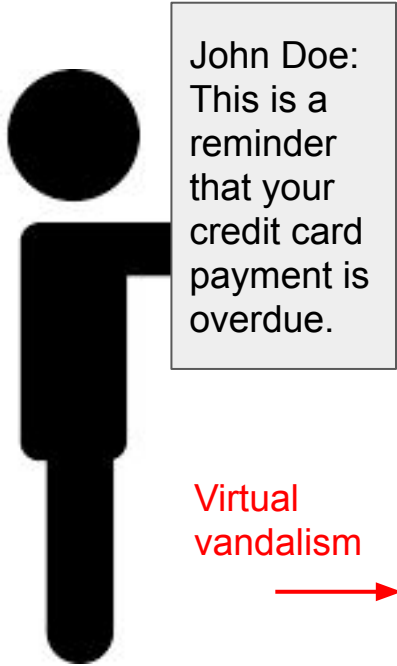 John Doe:
This is a
reminder
that your
credit card
payment is
overdue.
Virtual
vandalism